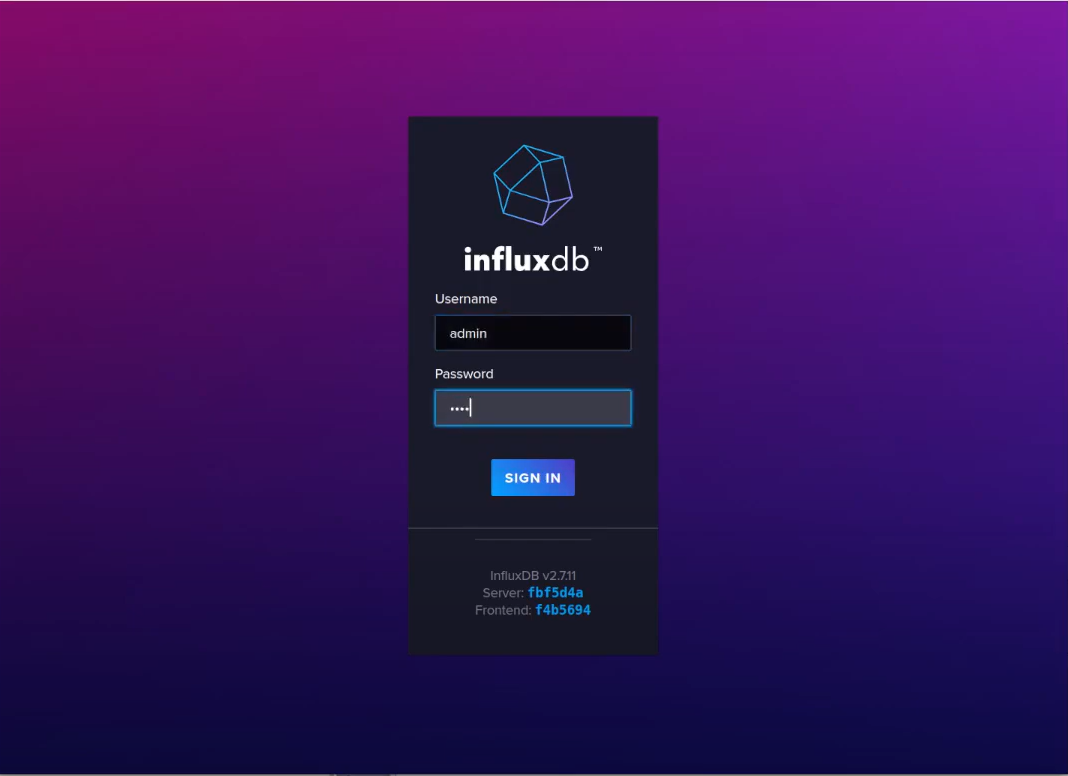 influxdb™
Username
admin
Password
••••
SIGN IN
InfluxDB v2.7.11
Server: fbf5d4a
Frontend: f4b5694